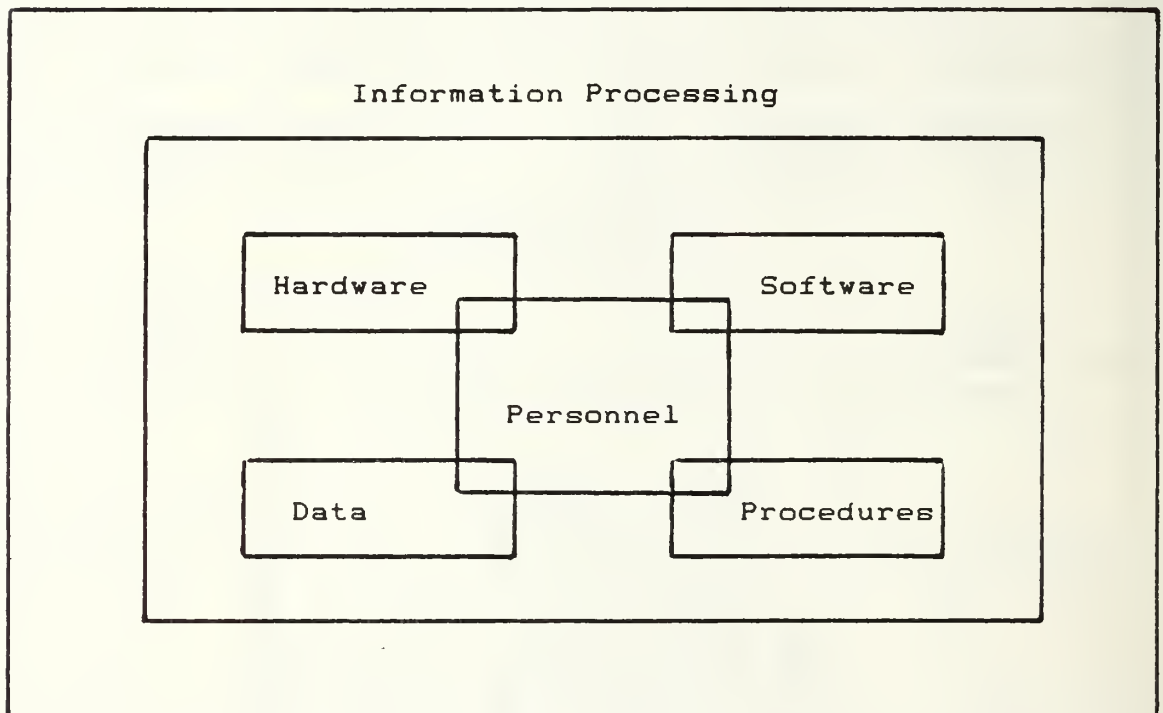 Information Processing
Hardware
Software
Personnel
Data
Procedures